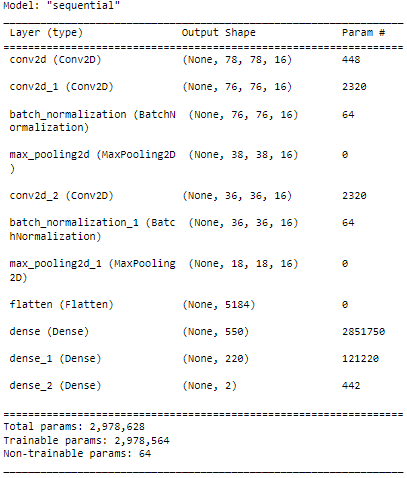 Model: "sequential"
_________________________________________________________________
Layer (type) Output Shape Param #
=================================================================
conv2d (Conv2D) (None, 78, 78, 16) 448
conv2d_1 (Conv2D) (None, 76, 76, 16) 2320
batch_normalization (BatchN (None, 76, 76, 16) 64
ormalization)
max_pooling2d (MaxPooling2D (None, 38, 38, 16) 0
)
conv2d_2 (Conv2D) (None, 36, 36, 16) 2320
batch_normalization_1 (Batc (None, 36, 36, 16) 64
hNormalization)
max_pooling2d_1 (MaxPooling (None, 18, 18, 16) 0
2D)
flatten (Flatten) (None, 5184) 0
dense (Dense) (None, 550) 2851750
dense_1 (Dense) (None, 220) 121220
dense_2 (Dense) (None, 2) 442
=================================================================
Total params: 2,978,628
Trainable params: 2,978,564
Non-trainable params: 64
_________________________________________________________________